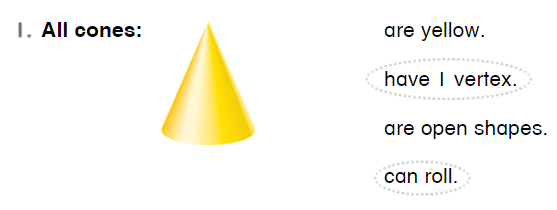 1. All cones:
are yellow.
have 1 vertex.
are open shapes.
can roll.